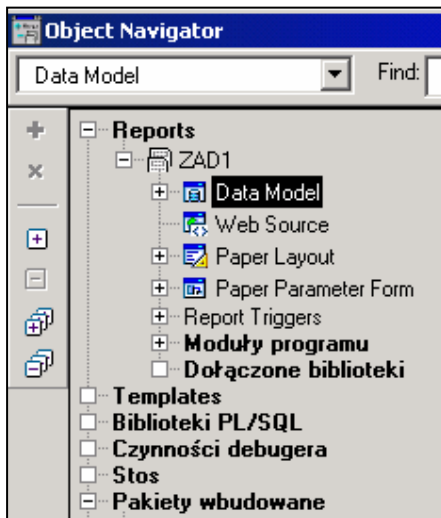 Object Navigator
Data Model Find:
Reports
ZAD1
Data Model
Web Source
Paper Layout
Paper Parameter Form
Report Triggers
Moduły programu
Dołączone biblioteki
Templates
Biblioteki PL/SQL
Czynności debugera
Stos
Pakiety wbudowane